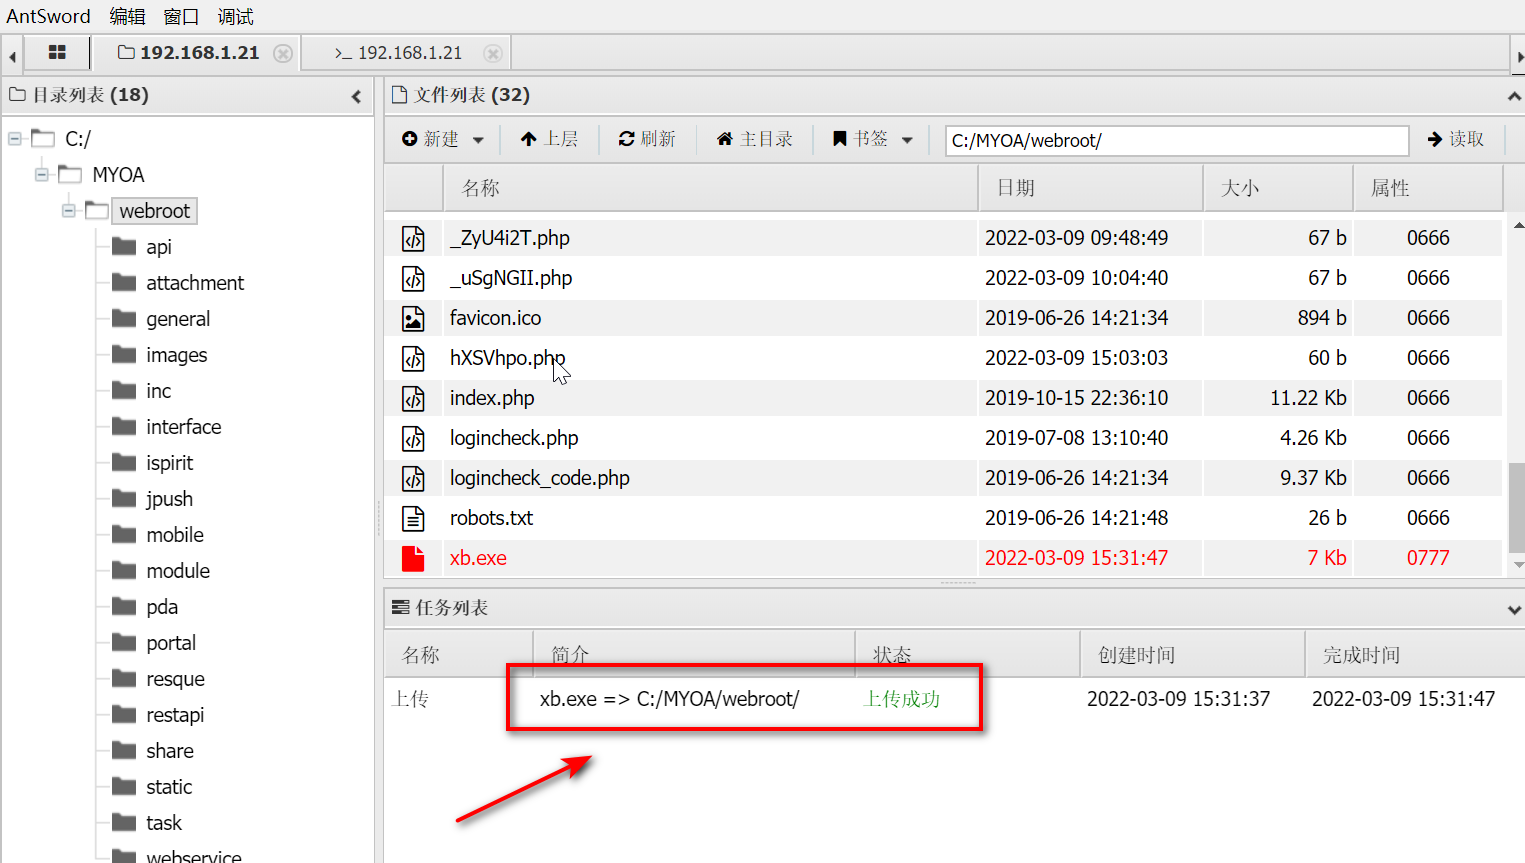 AntSword 编辑 窗口 调试
192.168.1.21 >_ 192.168.1.21
目录列表 (18)
C:/
MYOA
webroot
api
attachment
general
images
inc
interface
ispirit
jpush
mobile
module
pda
portal
resque
restapi
share
static
task
webservice
文件列表 (32)
新建 上层 刷新 主目录 书签 C:/MYOA/webroot/ 读取
名称 日期 大小 属性
_ZyU4i2T.php 2022-03-09 09:48:49 67 b 0666
_uSgNGII.php 2022-03-09 10:04:40 67 b 0666
favicon.ico 2019-06-26 14:21:34 894 b 0666
hXSVhpo.php 2022-03-09 15:03:03 60 b 0666
index.php 2019-10-15 22:36:10 11.22 Kb 0666
logincheck.php 2019-07-08 13:10:40 4.26 Kb 0666
logincheck_code.php 2019-06-26 14:21:34 9.37 Kb 0666
robots.txt 2019-06-26 14:21:48 26 b 0666
xb.exe 2022-03-09 15:31:47 7 Kb 0777
任务列表
名称 简介 状态 创建时间 完成时间
上传 xb.exe => C:/MYOA/webroot/ 上传成功 2022-03-09 15:31:37 2022-03-09 15:31:47